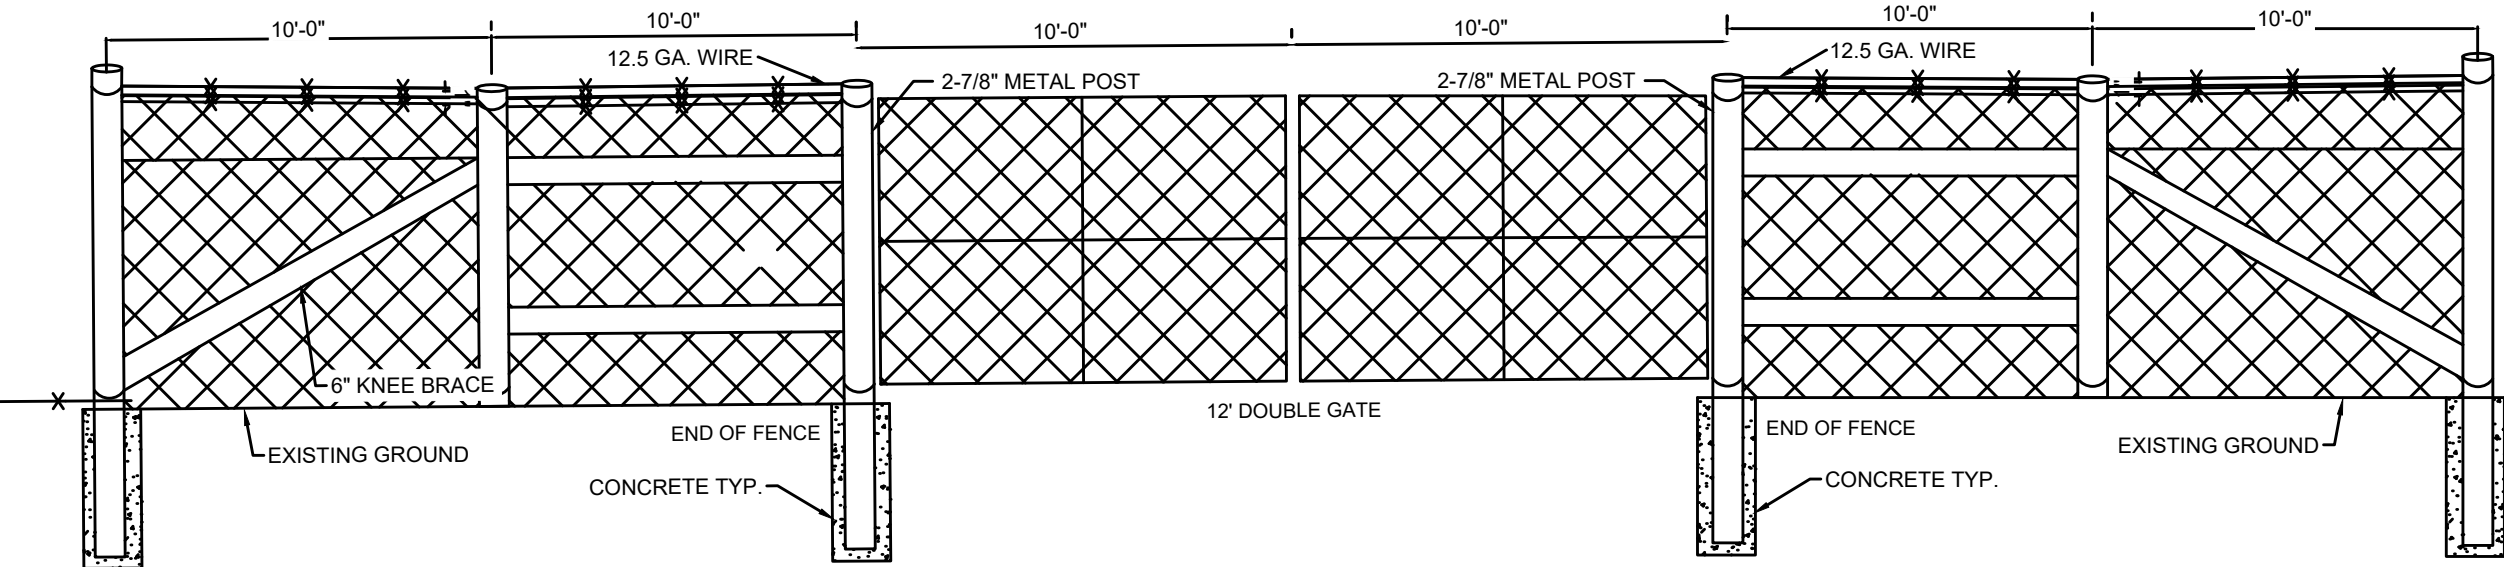 10'-0"
10'-0"
10'-0"
10'-0"
10'-0"
10'-0"
12.5 GA. WIRE
12.5 GA. WIRE
2-7/8" METAL POST
2-7/8" METAL POST
6" KNEE BRACE
12' DOUBLE GATE
END OF FENCE
END OF FENCE
EXISTING GROUND
EXISTING GROUND
CONCRETE TYP.
CONCRETE TYP.